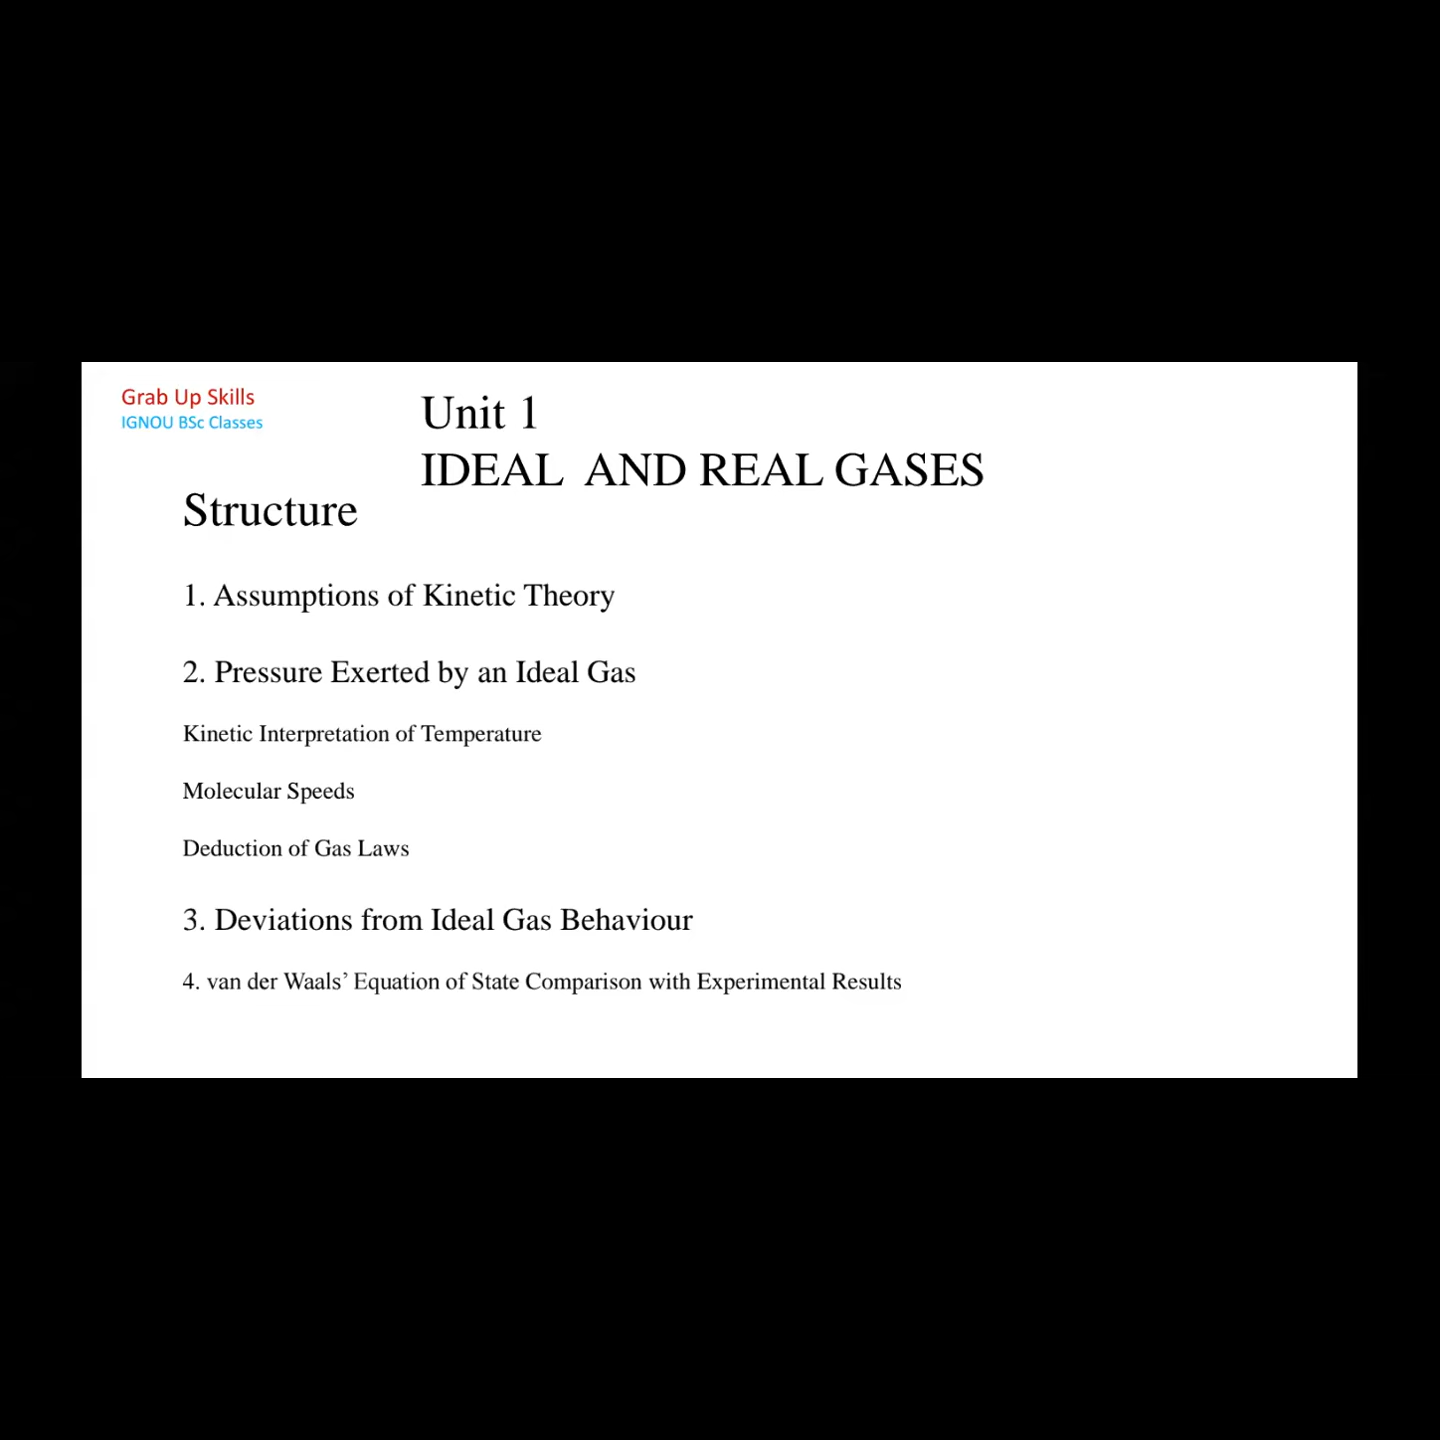 Grab Up Skills
IGNOU BSc Classes
Unit 1
IDEAL AND REAL GASES
Structure
1. Assumptions of Kinetic Theory
2. Pressure Exerted by an Ideal Gas
Kinetic Interpretation of Temperature
Molecular Speeds
Deduction of Gas Laws
3. Deviations from Ideal Gas Behaviour
4. van der Waals’ Equation of State Comparison with Experimental Results